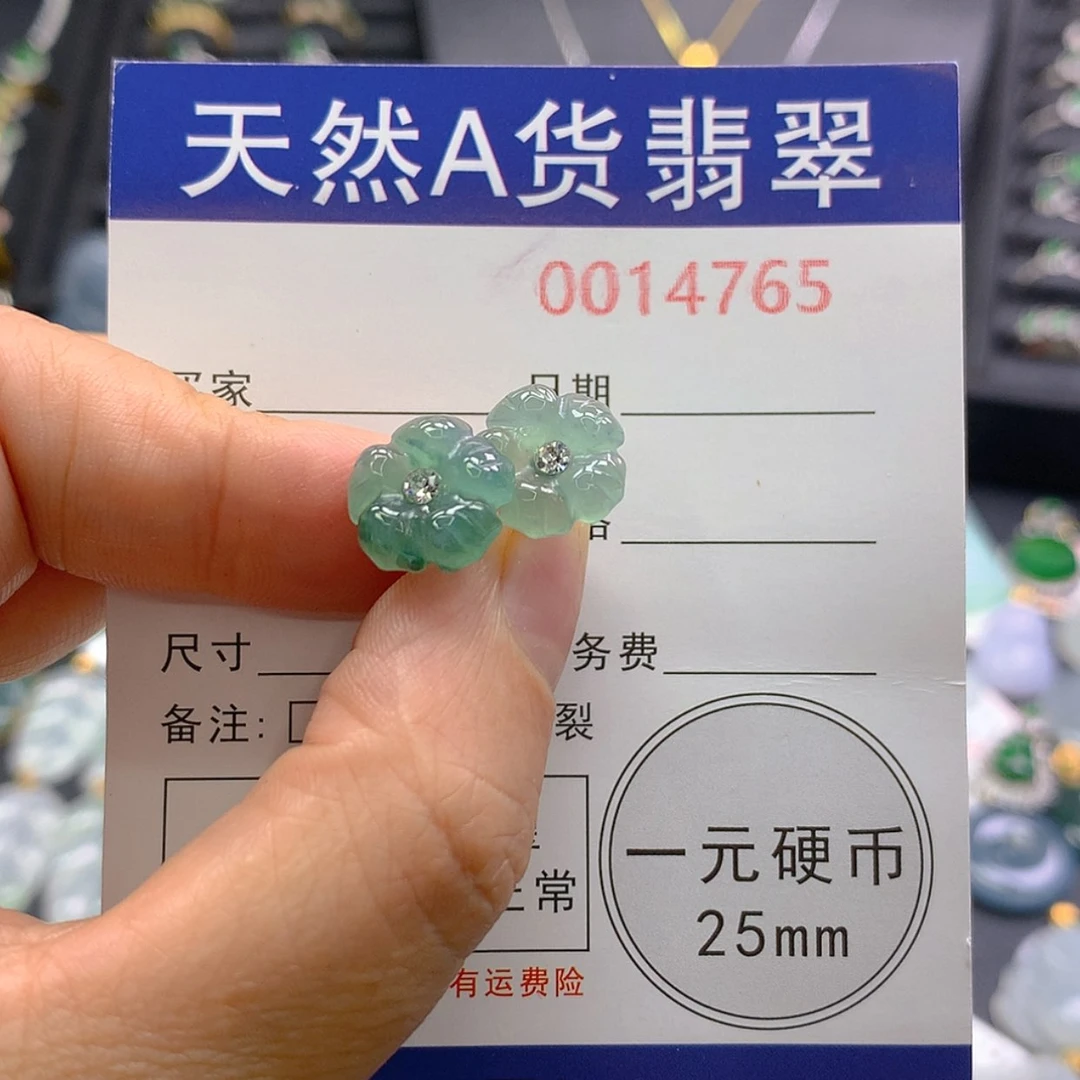 天然A货翡翠
0014765
买家 日期
尺寸 务费
备注: 裂
常
一元硬币
25mm
有运费险